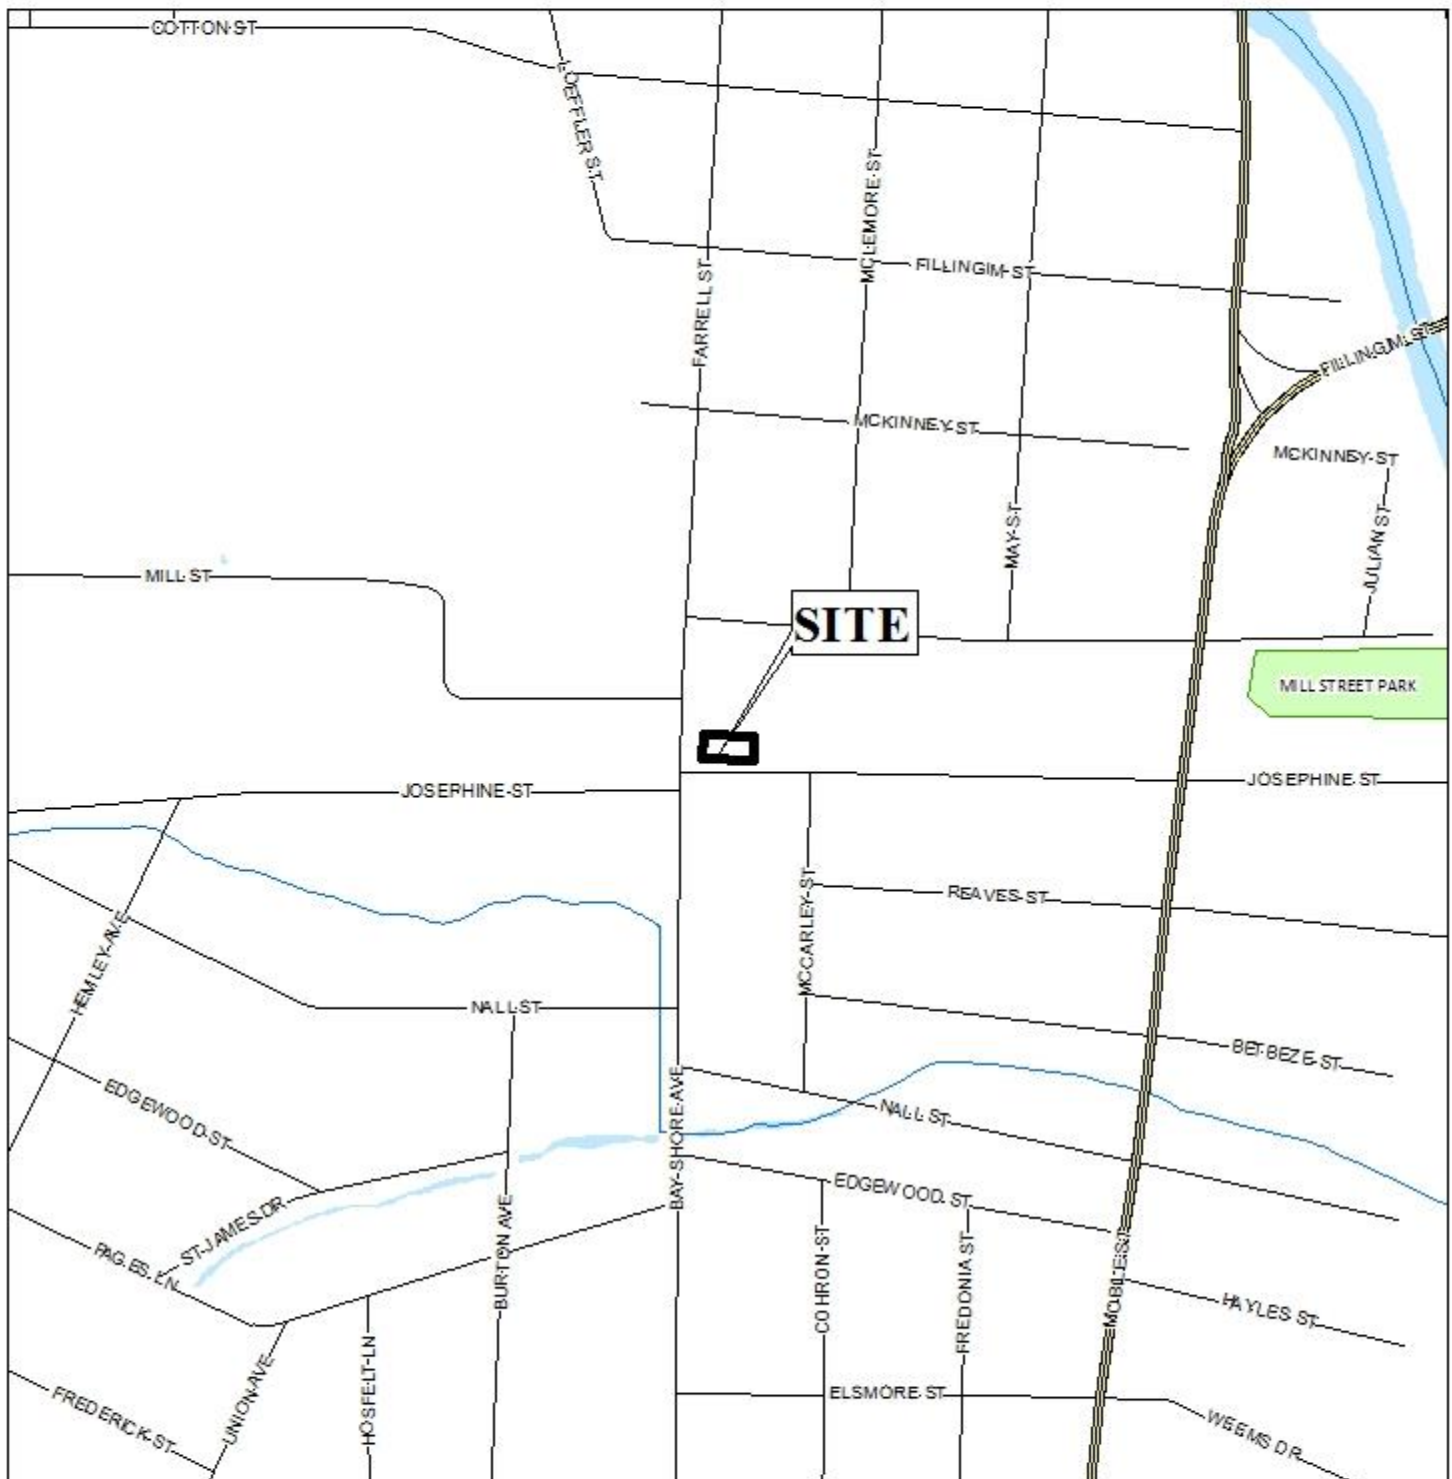 COTTON ST
LOEFFLER ST
MCLEMORE ST
FARRELL ST
FILLINGIM ST
FILLINGIM ST
MCKINNEY ST
MCKINNEY ST
MAY ST
JULIAN ST
MILL ST
SITE
MILL STREET PARK
JOSEPHINE ST
JOSEPHINE ST
MCCARLEY ST
REAVES ST
HEMLEY AVE
NALL ST
BETBEZE ST
EDGEWOOD ST
NALL ST
BAY SHORE AVE
EDGEWOOD ST
ST JAMES DR
PAGES LN
BURTON AVE
COHRON ST
FREDONIA ST
MOBILE ST
HAYLES ST
UNION AVE
HOSFELT LN
FREDERICK ST
ELSMORE ST
WEEMS DR